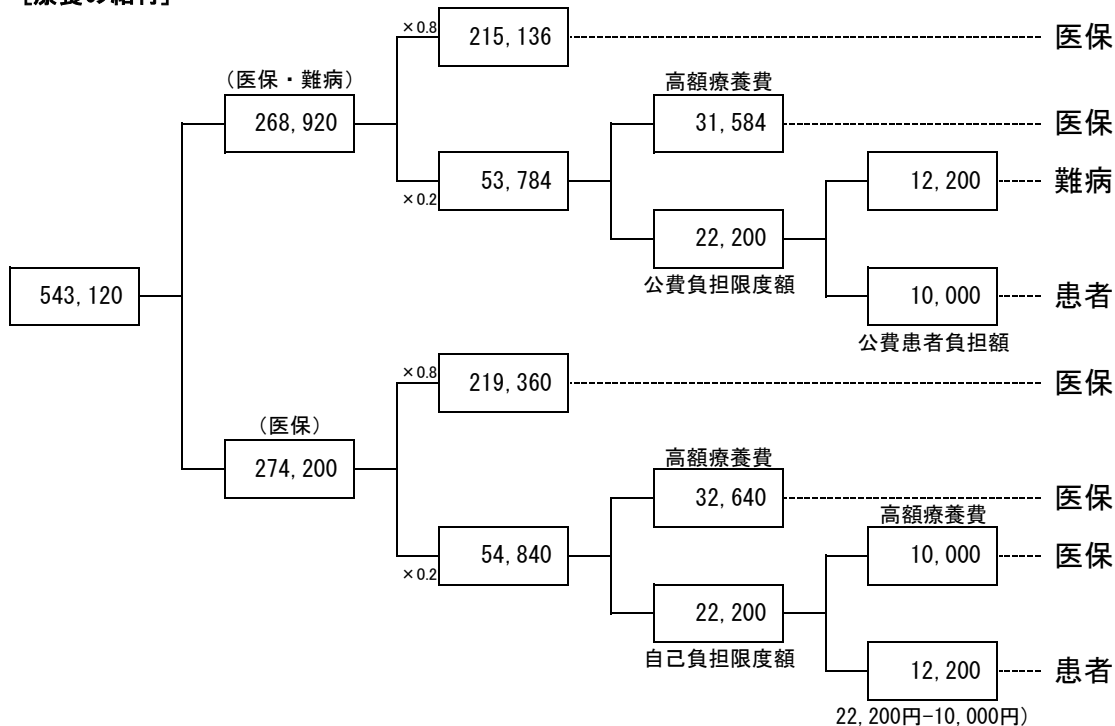 [療養の給付]
×0.8
215,136
医保
(医保・難病)
高額療養費
268,920
31,584
医保
×0.2
53,784
12,200
難病
22,200
公費負担限度額
543,120
10,000
患者
公費患者負担額
×0.8
219,360
医保
(医保)
274,200
高額療養費
32,640
医保
高額療養費
×0.2
54,840
10,000
医保
22,200
自己負担限度額
12,200
患者
22,200円-10,000円)